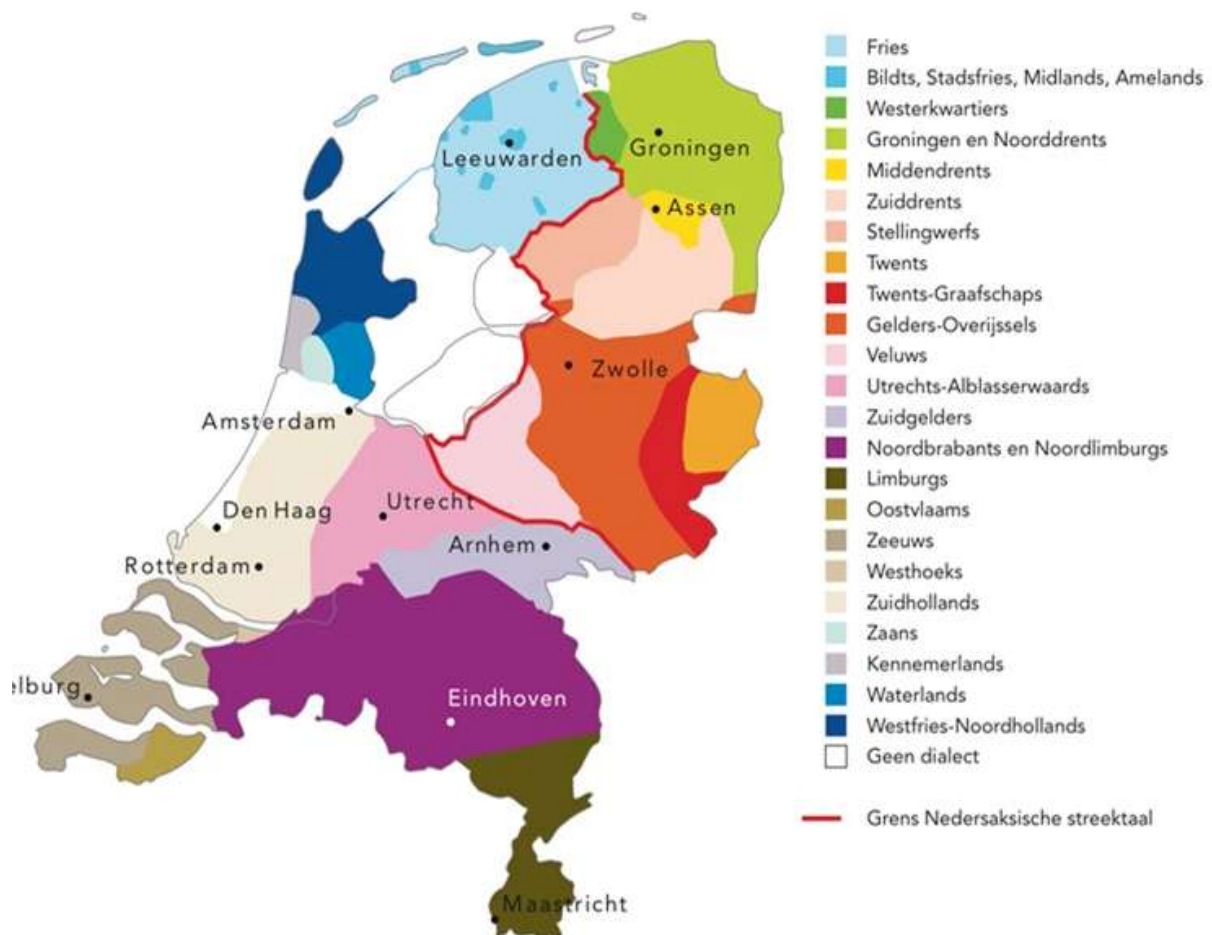 Leeuwarden
Groningen
Assen
Zwolle
Amsterdam
Den Haag
Utrecht
Arnhem
Rotterdam
elburg
Eindhoven
Maastricht
Fries
Bildts, Stadsfries, Midlands, Amelands
Westerkwartiers
Groningen en Noorddrents
Middendrents
Zuiddrents
Stellingwerfs
Twents
Twents-Graafschaps
Gelders-Overijssels
Veluws
Utrechts-Alblasserwaards
Zuidgelders
Noordbrabants en Noordlimburgs
Limburgs
Oostvlaams
Zeeuws
Westhoeks
Zuidhollands
Zaans
Kennemerlands
Waterlands
Westfries-Noordhollands
Geen dialect
Grens Nedersaksische streektaal